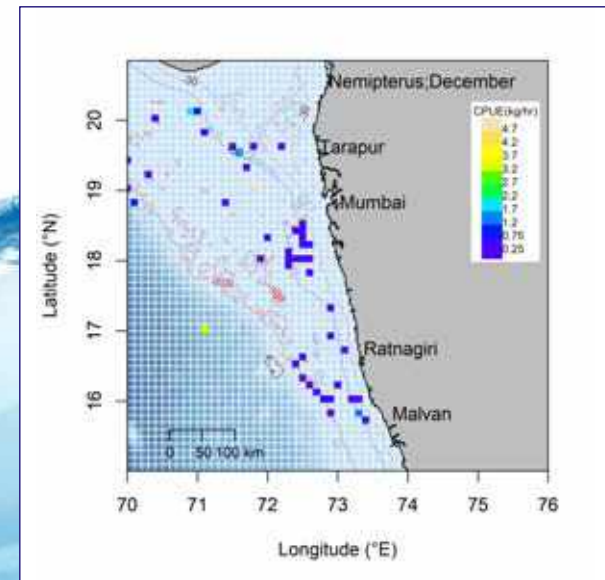 Nemipterus;December
CPUE(kg/hr)
4.7
4.2
3.7
3.2
2.7
2.2
1.7
1.2
0.75
0.25
Tarapur
Mumbai
Ratnagiri
Malvan
20
19
18
17
16
Latitude (°N)
0 50 100 km
70 71 72 73 74 75 76
Longitude (°E)